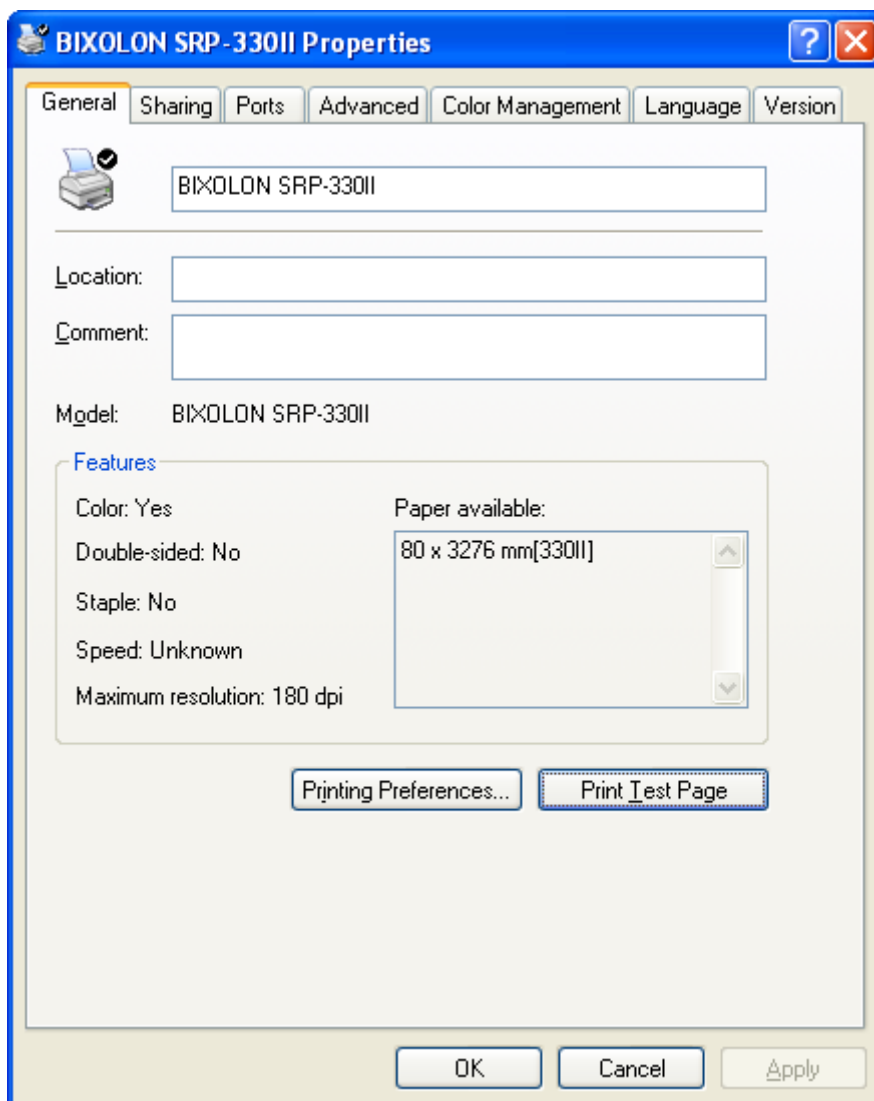 BIXOLON SRP-330II Properties
General Sharing Ports Advanced Color Management Language Version
BIXOLON SRP-330II
Location:
Comment:
Model: BIXOLON SRP-330II
Features
Color: Yes
Double-sided: No
Staple: No
Speed: Unknown
Maximum resolution: 180 dpi
Paper available:
80 x 3276 mm[330II]
Printing Preferences...
Print Test Page
OK Cancel Apply